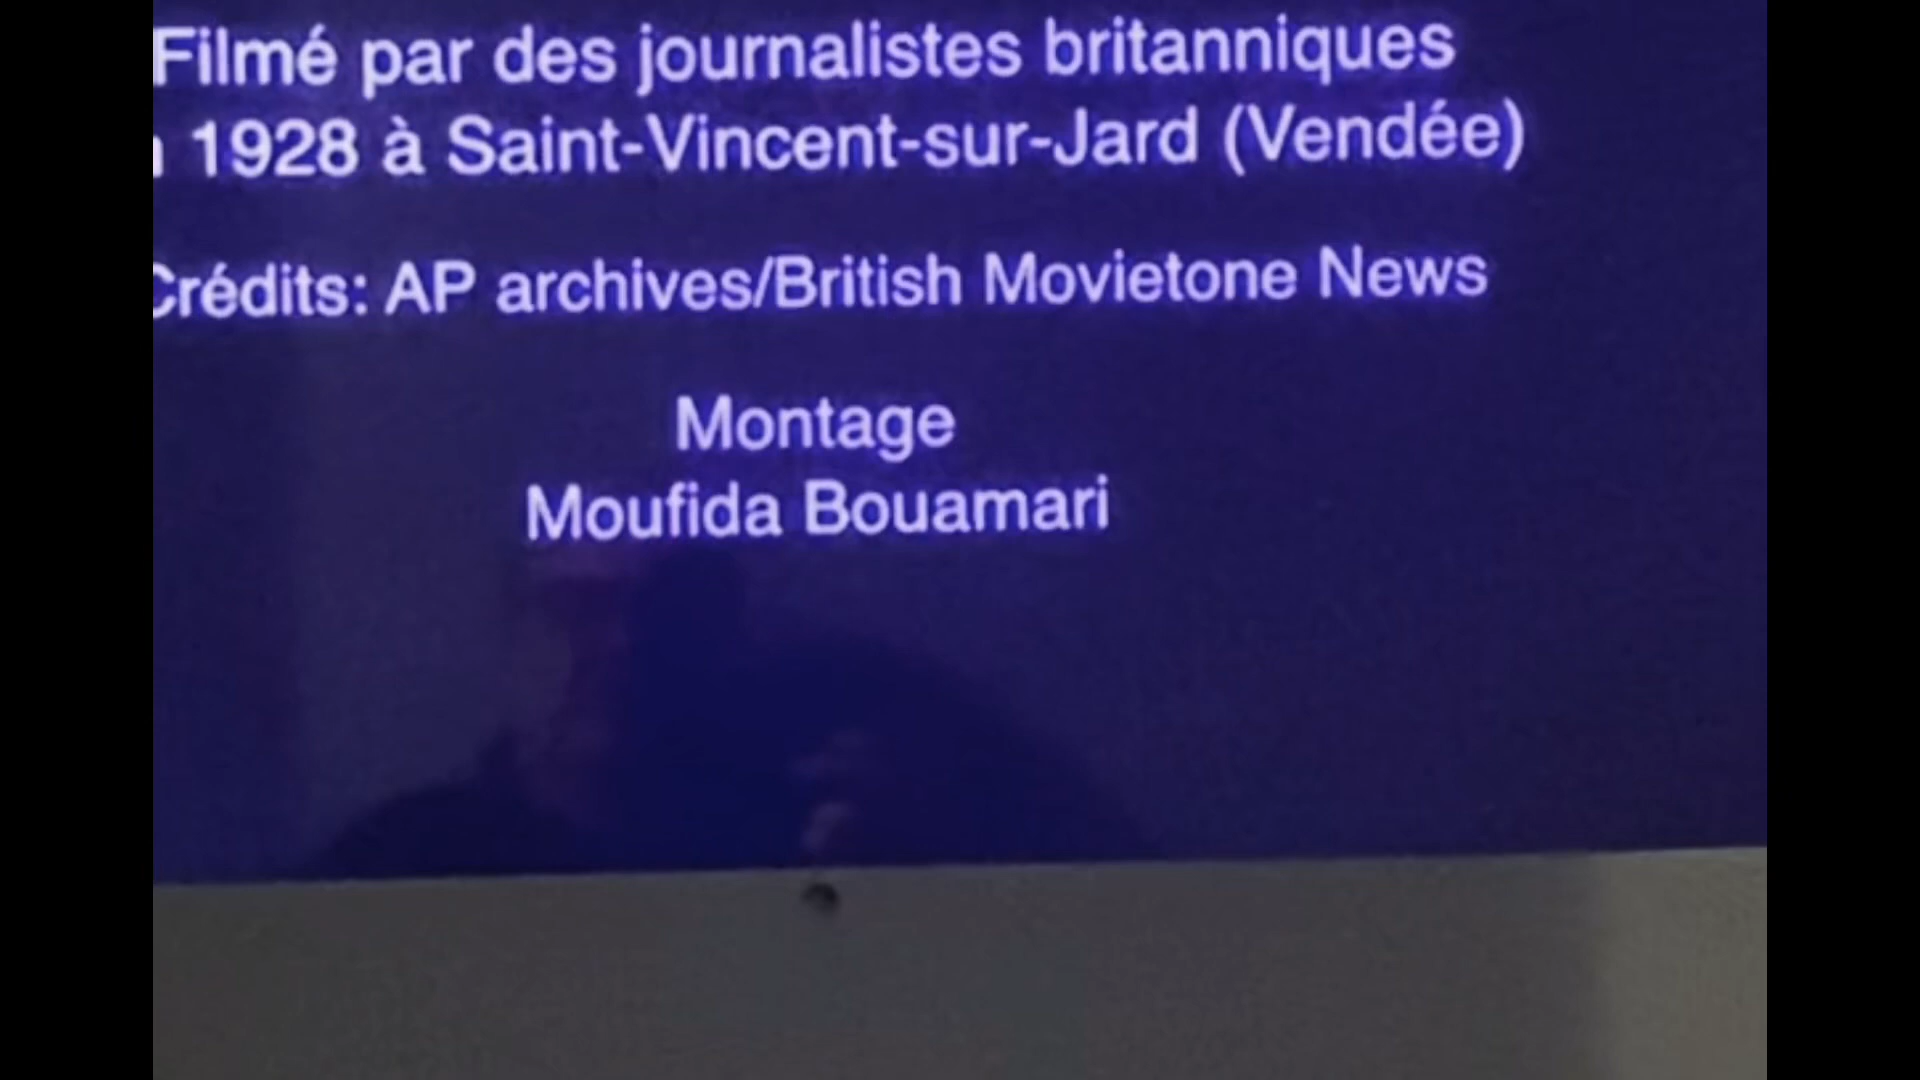 Filmé par des journalistes britanniques
1928 à Saint-Vincent-sur-Jard (Vendée)
Crédits: AP archives/British Movietone News
Montage
Moufida Bouamari